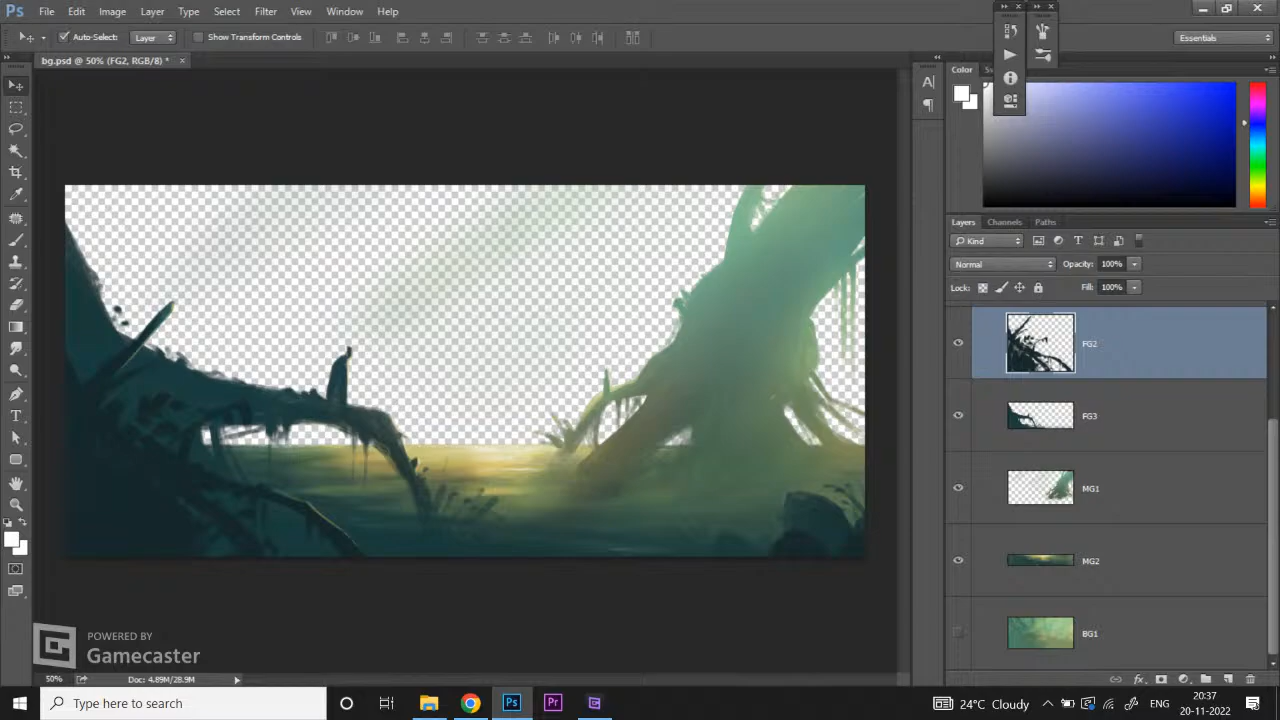 Ps File Edit Image Layer Type Select Filter 3D View Window Help
Auto-Select: Layer Show Transform Controls Essentials
bg.psd @ 50% (FG2, RGB/8) * ×
Color
Layers Channels Paths
Kind
Normal Opacity: 100%
Lock: Fill: 100%
FG2
FG3
MG1
MG2
BG1
POWERED BY
Gamecaster
50% Doc: 4.89M/28.9M
Type here to search
Ps Pr 24°C Cloudy ENG 20:37
20-11-2022